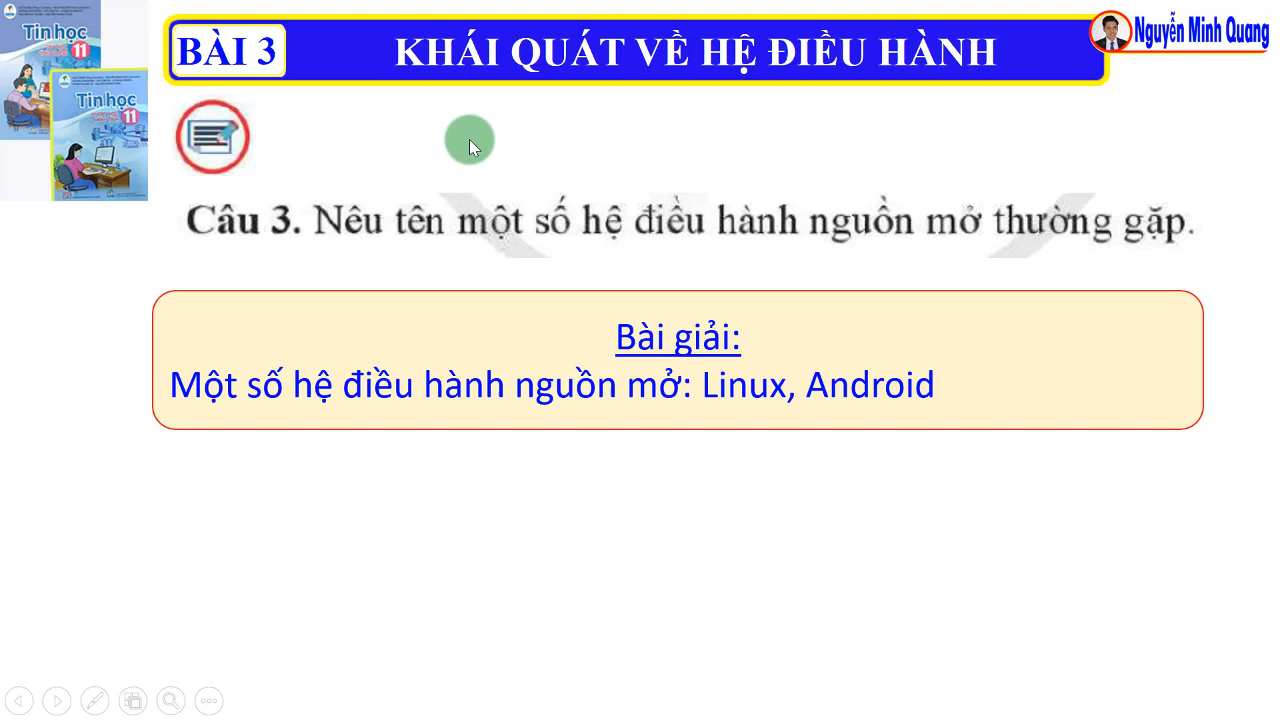 BÀI 3
KHÁI QUÁT VỀ HỆ ĐIỀU HÀNH
Nguyễn Minh Quang
Tin học
11
Tin học
11
Câu 3. Nêu tên một số hệ điều hành nguồn mở thường gặp.
Bài giải:
Một số hệ điều hành nguồn mở: Linux, Android